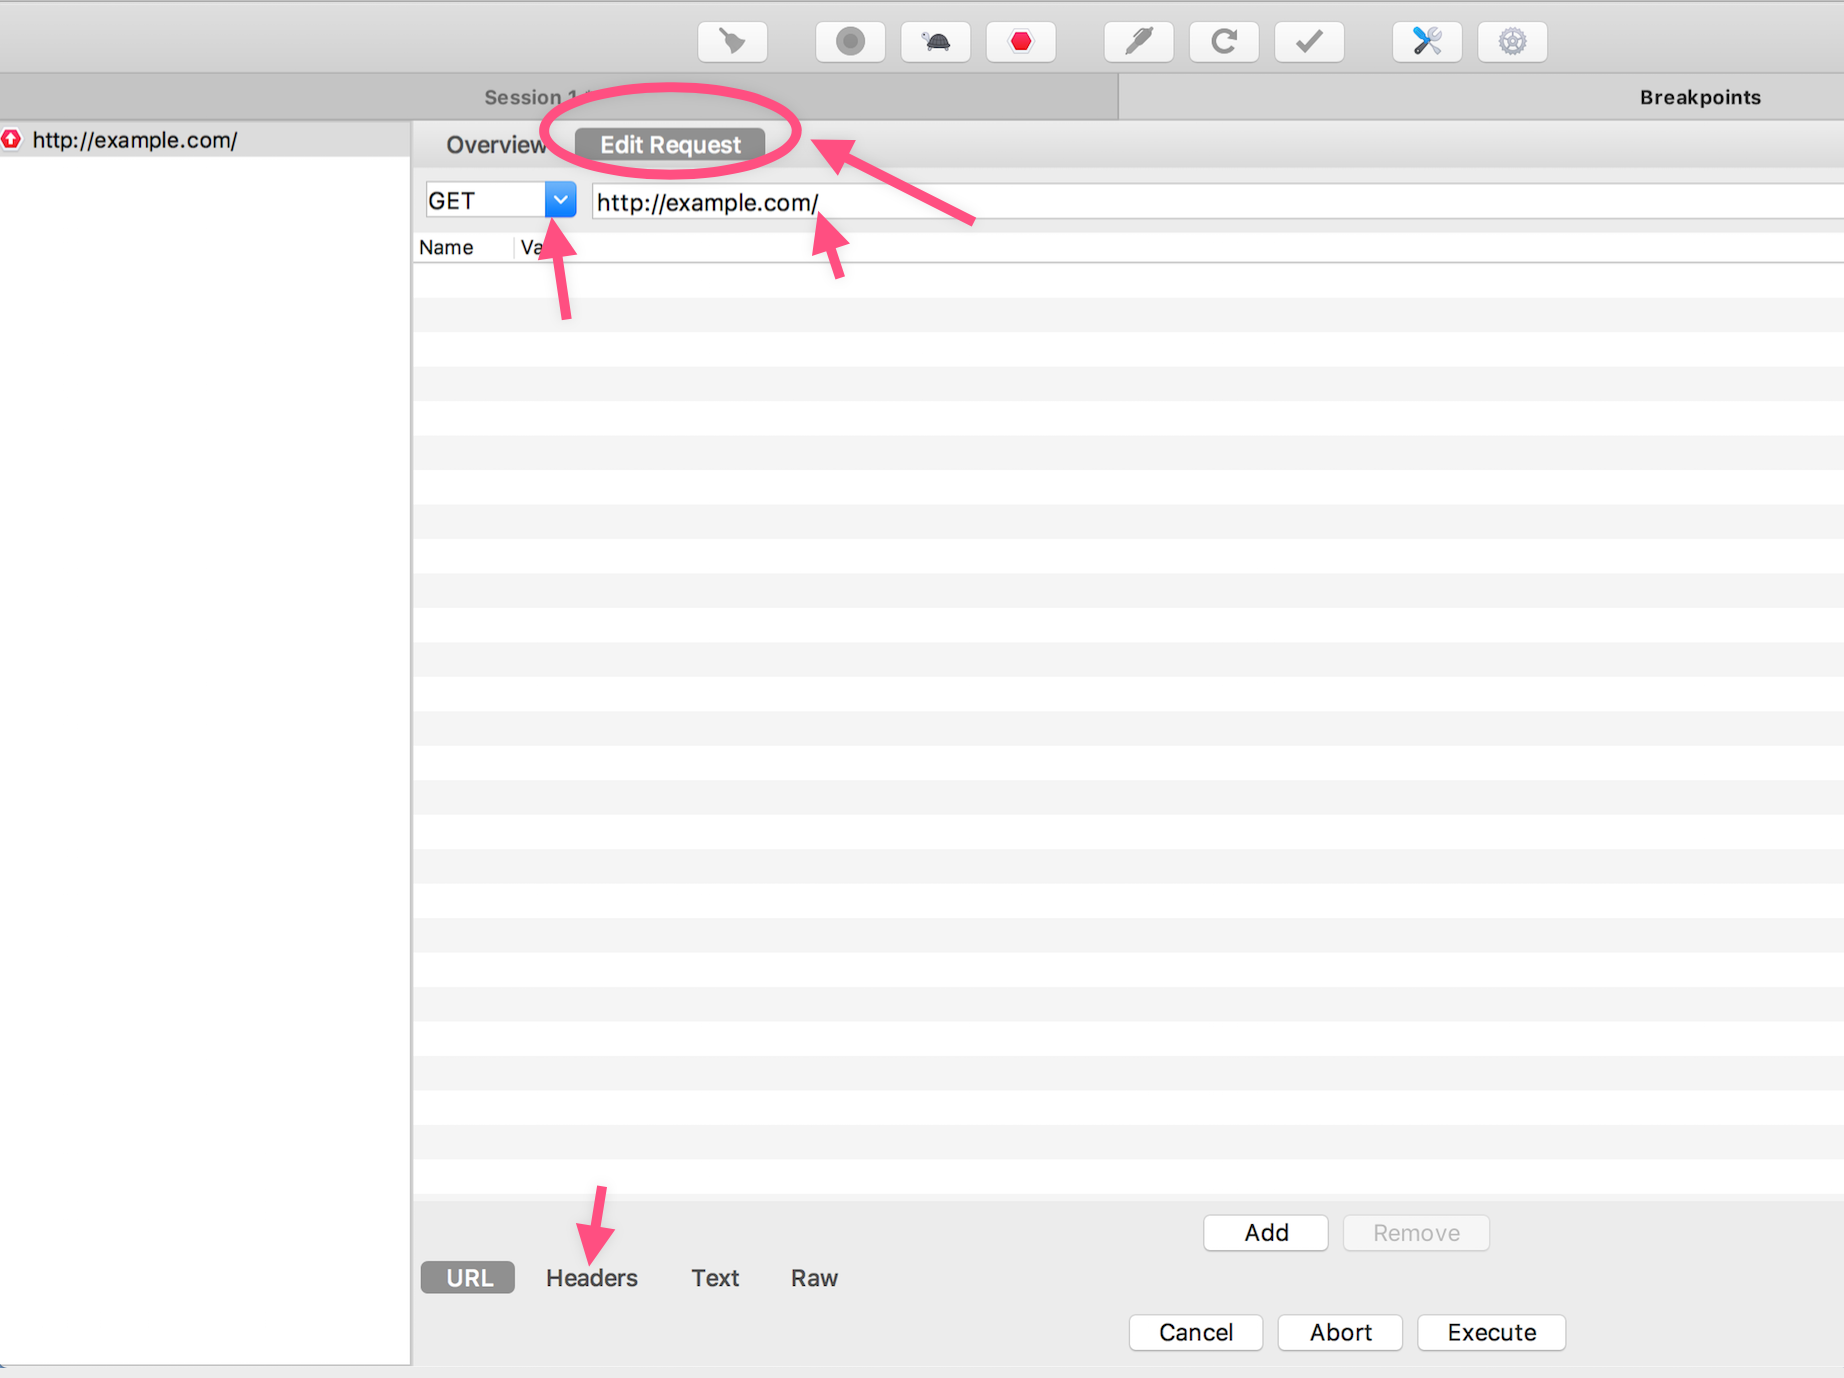 Session 1
Breakpoints
http://example.com/
Overview
Edit Request
GET
http://example.com/
Name
Add
Remove
URL
Headers
Text
Raw
Cancel
Abort
Execute